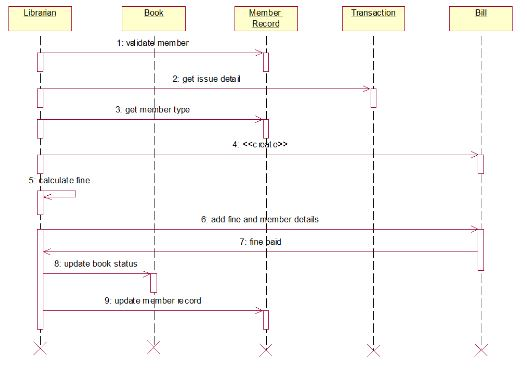 Librarian
Book
Member
Record
Transaction
Bill
1: validate member
2: get issue detail
3: get member type
4: <<create>>
5: calculate fine
6: add fine and member details
7: fine paid
8: update book status
9: update member record